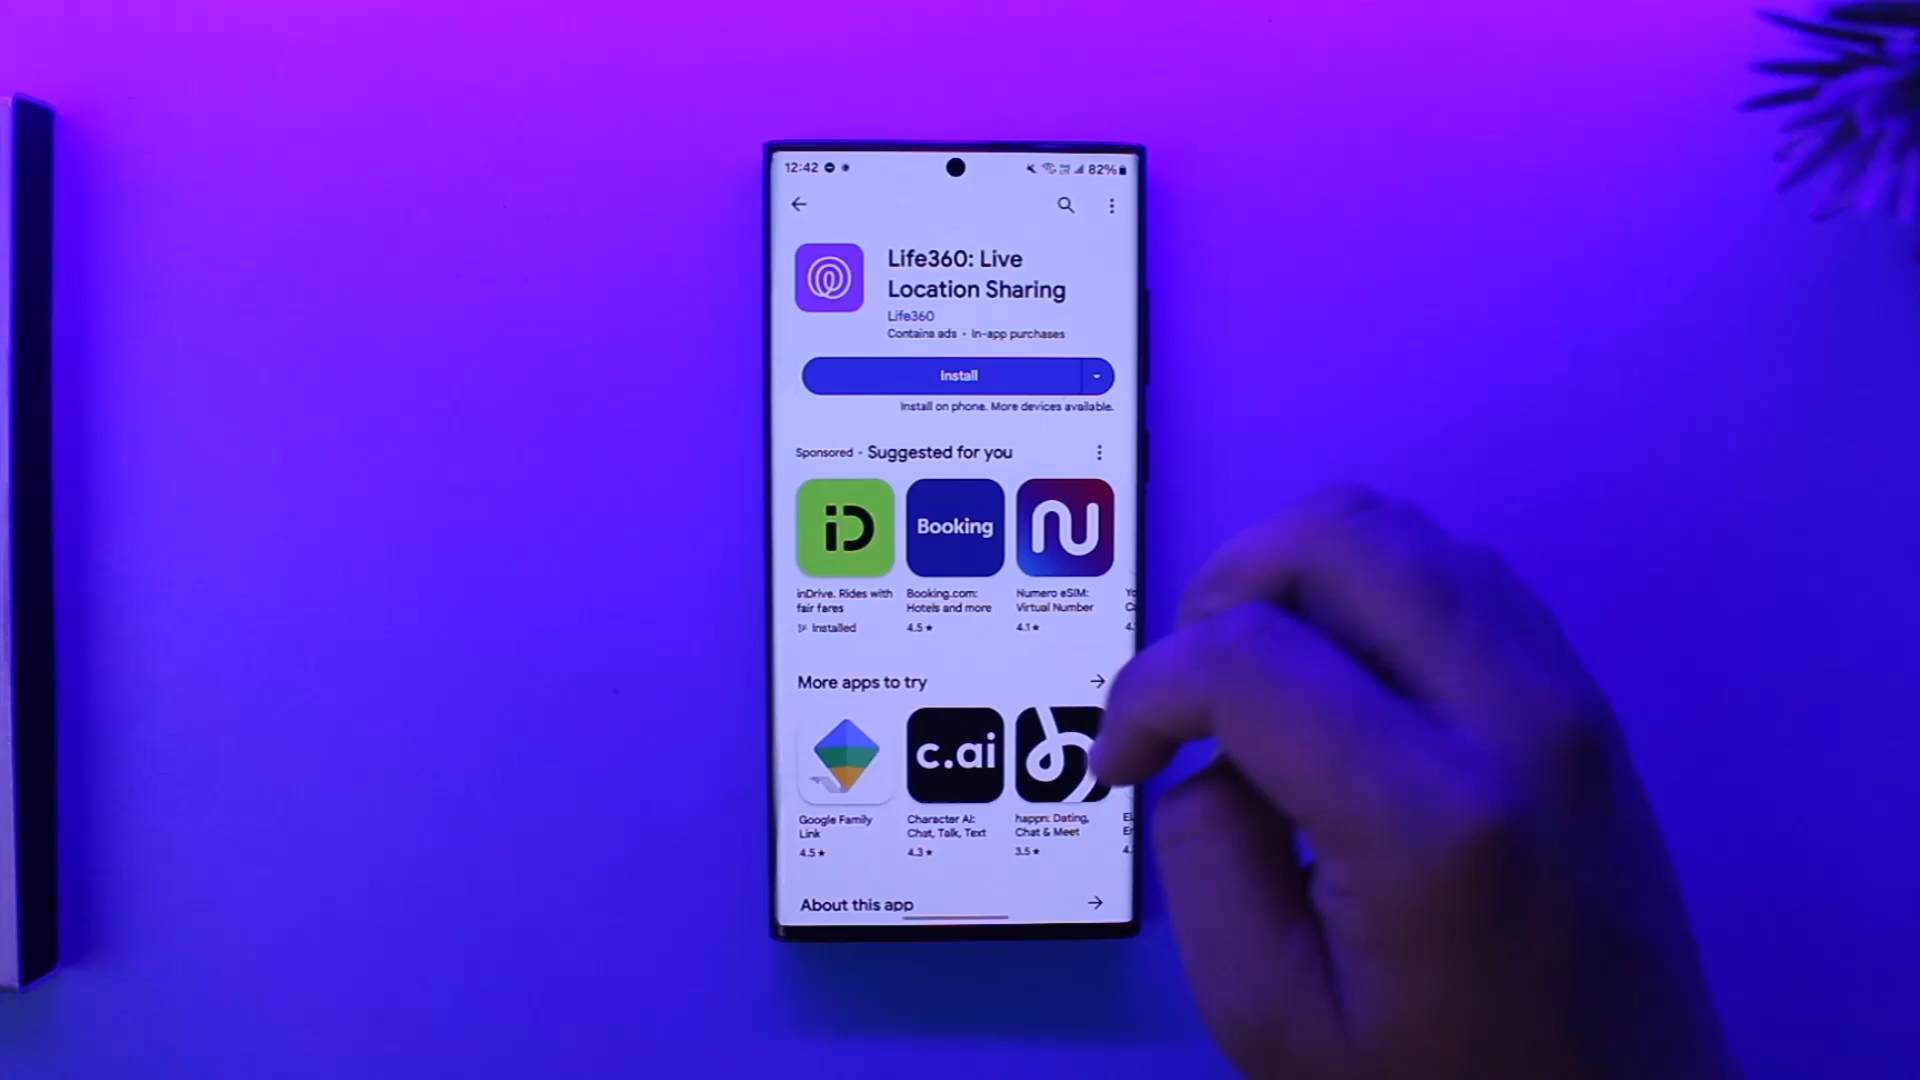 12:42
82%
Life360: Live
Location Sharing
Life360
Contains ads • In-app purchases
Install
Install on phone. More devices available.
Sponsored • Suggested for you
iD
Booking
inDrive. Rides with
fair fares
Installed
Booking.com:
Hotels and more
4.5★
Numero eSIM:
Virtual Number
4.1★
More apps to try
c.ai
Google Family
Link
4.5★
Character AI:
Chat, Talk, Text
4.3★
happn: Dating,
Chat & Meet
3.5★
About this app